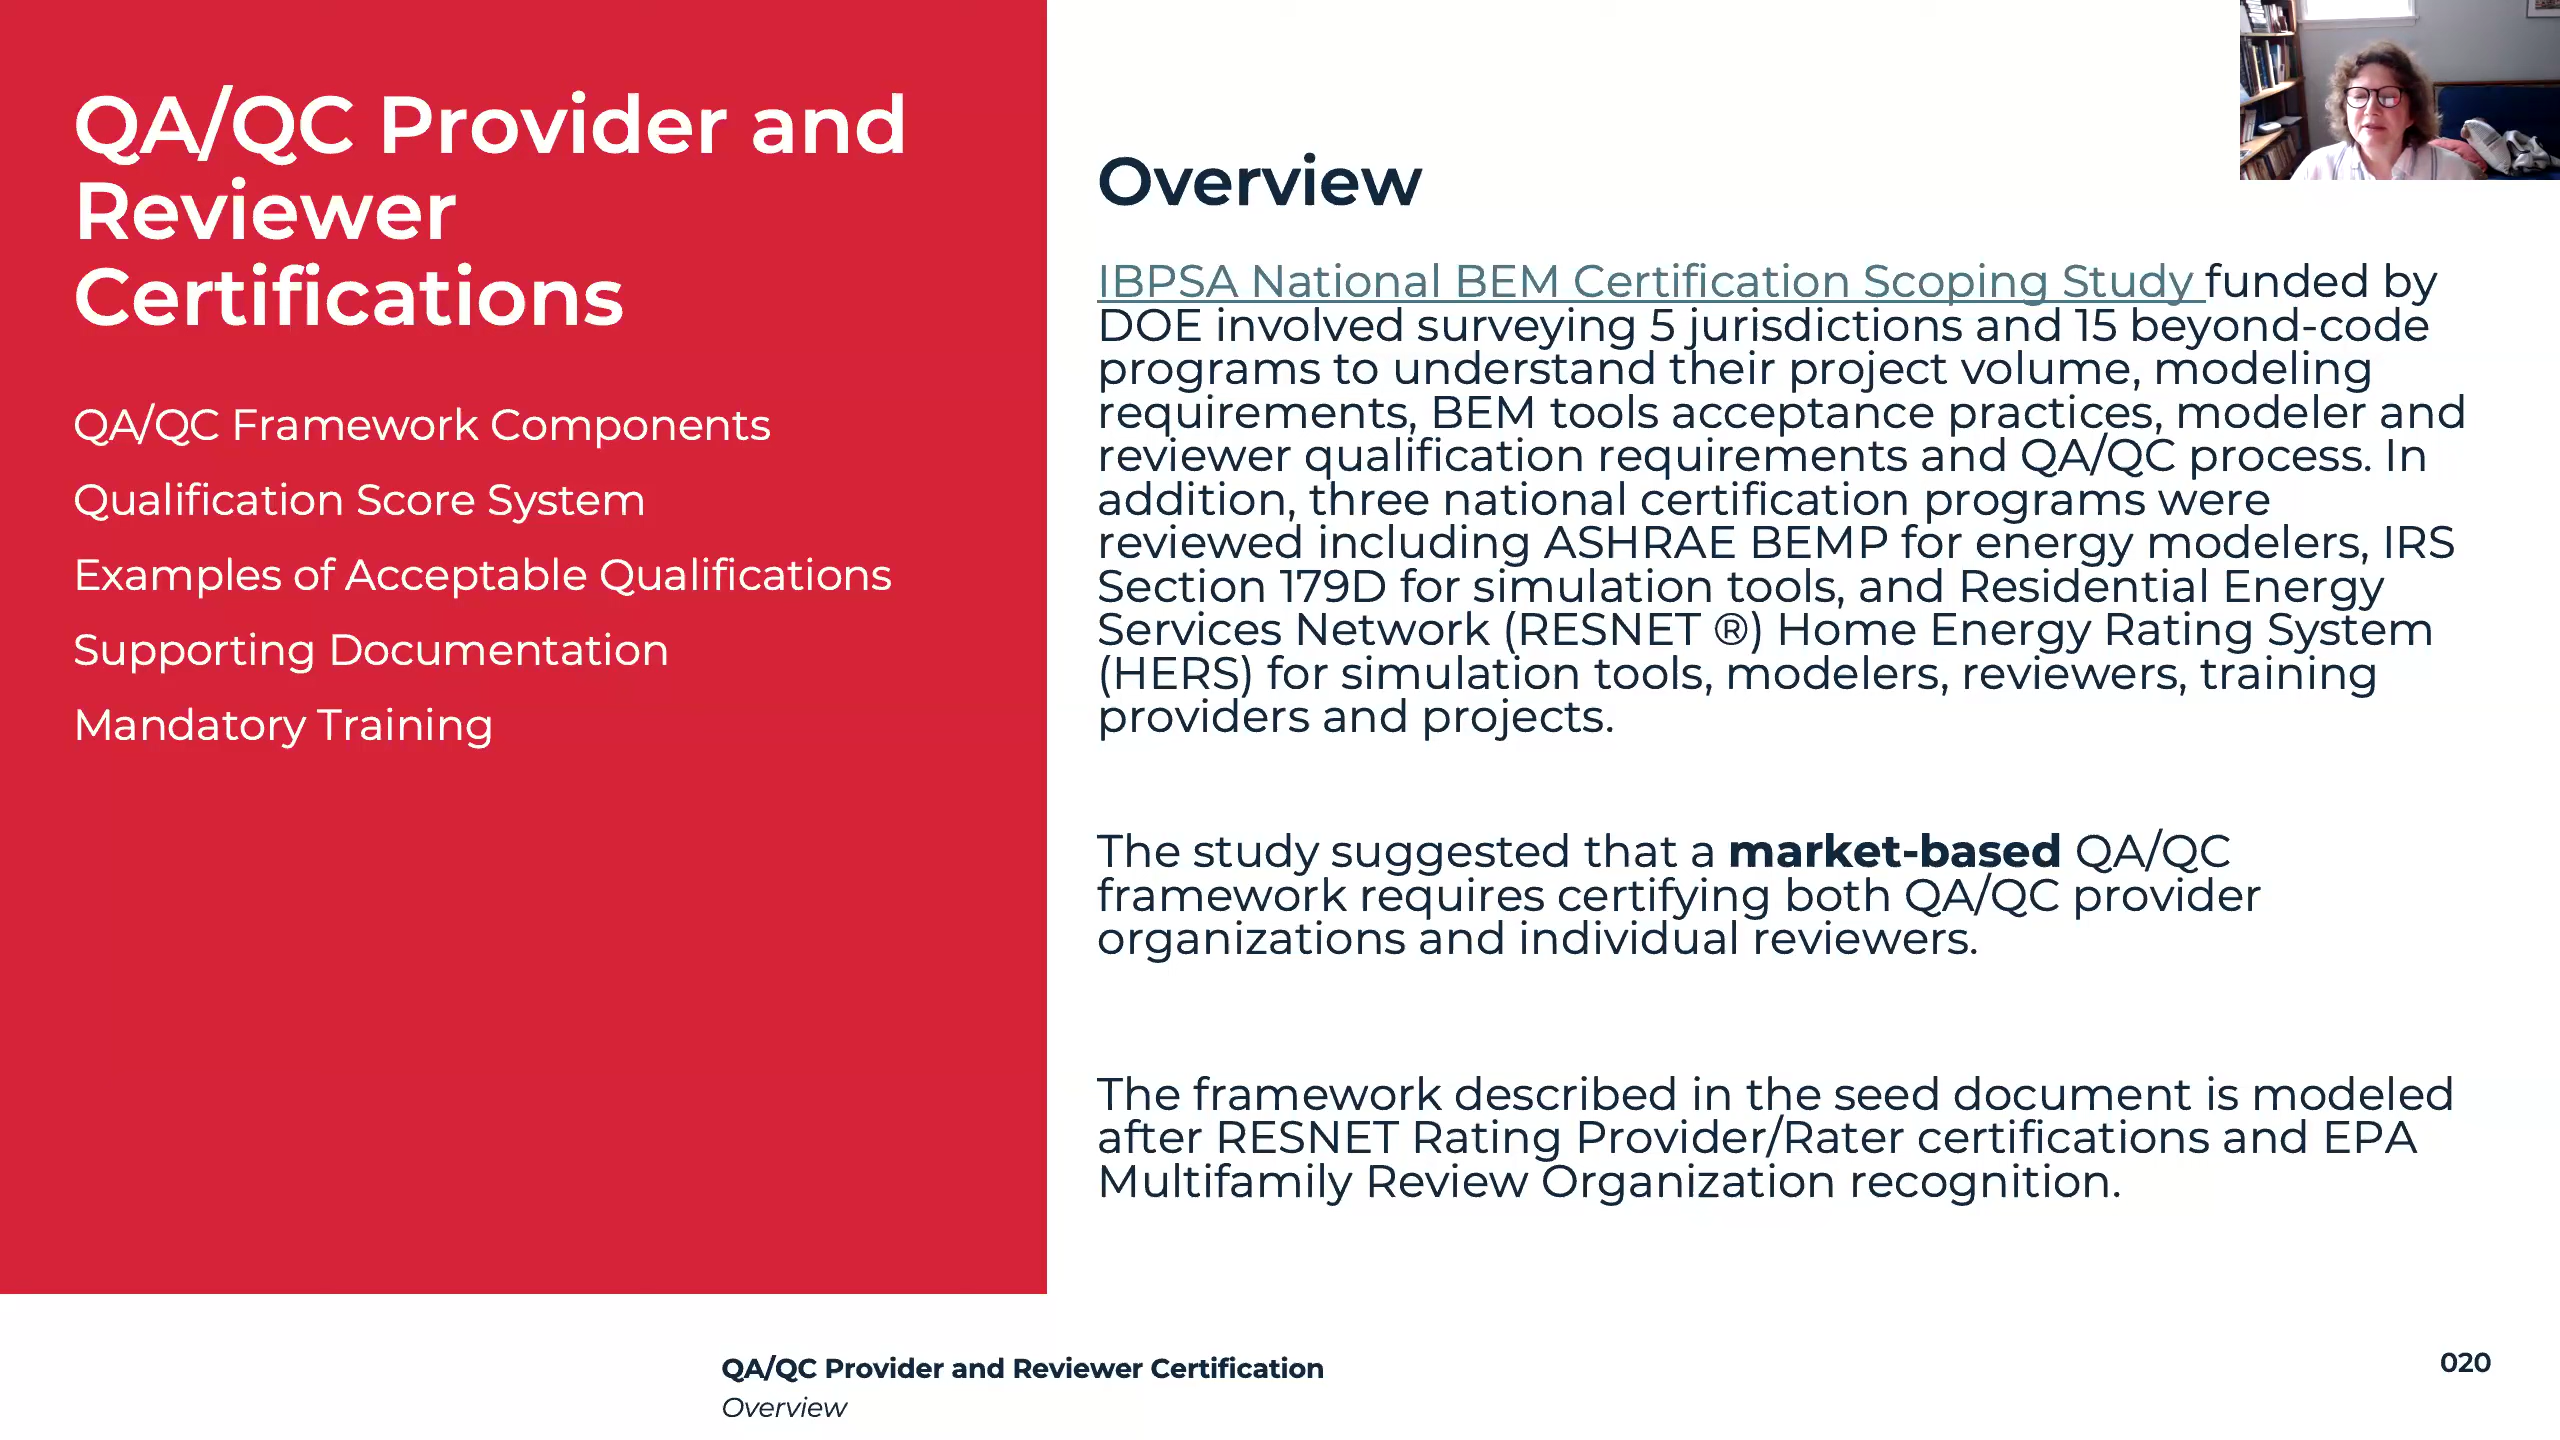 QA/QC Provider and
Reviewer
Certifications
QA/QC Framework Components
Qualification Score System
Examples of Acceptable Qualifications
Supporting Documentation
Mandatory Training
Overview
IBPSA National BEM Certification Scoping Study funded by
DOE involved surveying 5 jurisdictions and 15 beyond-code
programs to understand their project volume, modeling
requirements, BEM tools acceptance practices, modeler and
reviewer qualification requirements and QA/QC process. In
addition, three national certification programs were
reviewed including ASHRAE BEMP for energy modelers, IRS
Section 179D for simulation tools, and Residential Energy
Services Network (RESNET ®) Home Energy Rating System
(HERS) for simulation tools, modelers, reviewers, training
providers and projects.
The study suggested that a market-based QA/QC
framework requires certifying both QA/QC provider
organizations and individual reviewers.
The framework described in the seed document is modeled
after RESNET Rating Provider/Rater certifications and EPA
Multifamily Review Organization recognition.
QA/QC Provider and Reviewer Certification
Overview
020